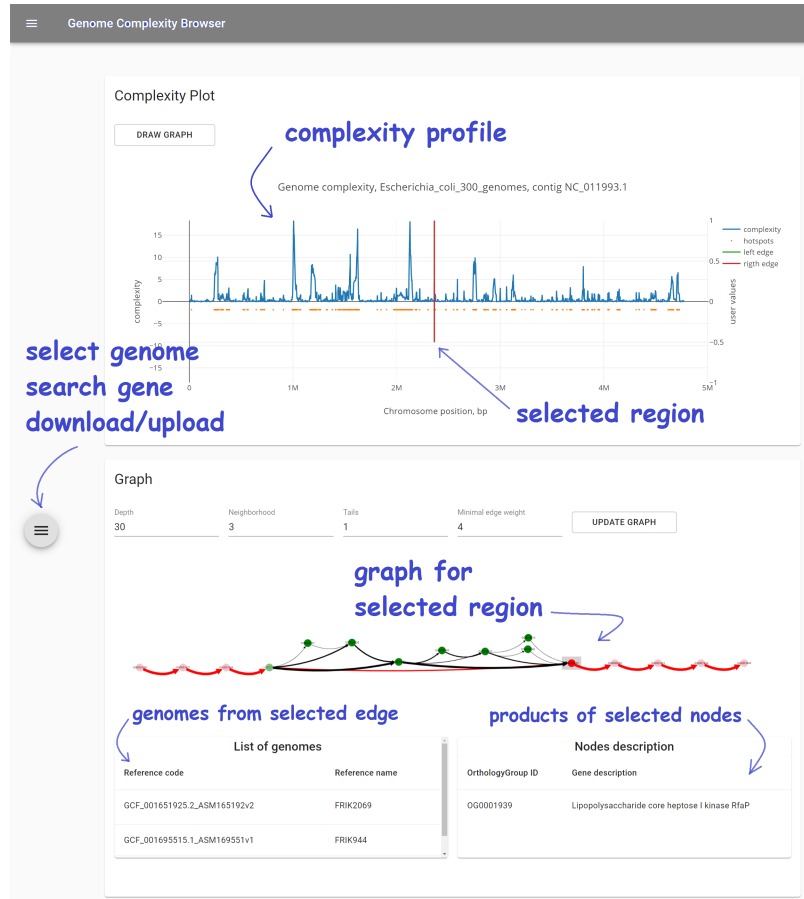 Genome Complexity Browser
Complexity Plot
DRAW GRAPH
complexity profile
Genome complexity, Escherichia_coli_300_genomes, contig NC_011993.1
complexity
hotspots
left edge
rigth edge
15
10
5
0
−5
−10
−15
complexity
1
0.5
0
−0.5
−1
user values
0
1M
2M
3M
4M
5M
Chromosome position, bp
selected region
select genome
search gene
download/upload
Graph
Depth
30
Neighborhood
3
Tails
1
Minimal edge weight
4
UPDATE GRAPH
graph for
selected region
genomes from selected edge
products of selected nodes
List of genomes
Reference code
Reference name
GCF_001651925.2_ASM165192v2
FRIK2069
GCF_001695515.1_ASM169551v1
FRIK944
Nodes description
OrthologyGroup ID
Gene description
OG0001939
Lipopolysaccharide core heptose I kinase RfaP